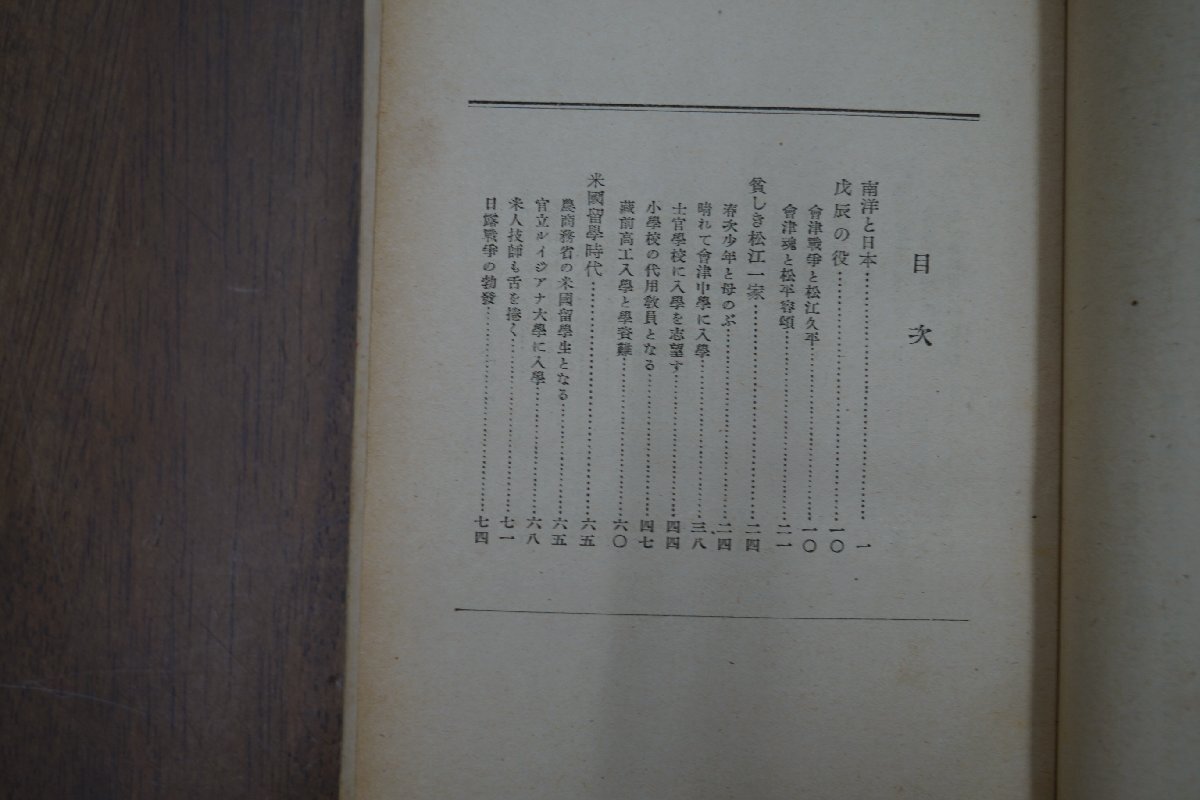 目次
南洋と日本……一
戊辰の役……一〇
會津戰爭と松江久平……一〇
會津魂と松平容頌……二一
貧しき松江一家……二四
春次少年と母のぶ……二四
晴れて會津中學に入學……三八
士官學校に入學を志望す……四四
小學校の代用敎員となる……四七
藏前高工入學と學資難……六〇
米國留學時代……六五
農商務省の米國留學生となる……六五
官立ルイジアナ大學に入學……六八
米人技師も舌を捲く……七一
日露戰爭の勃發……七四